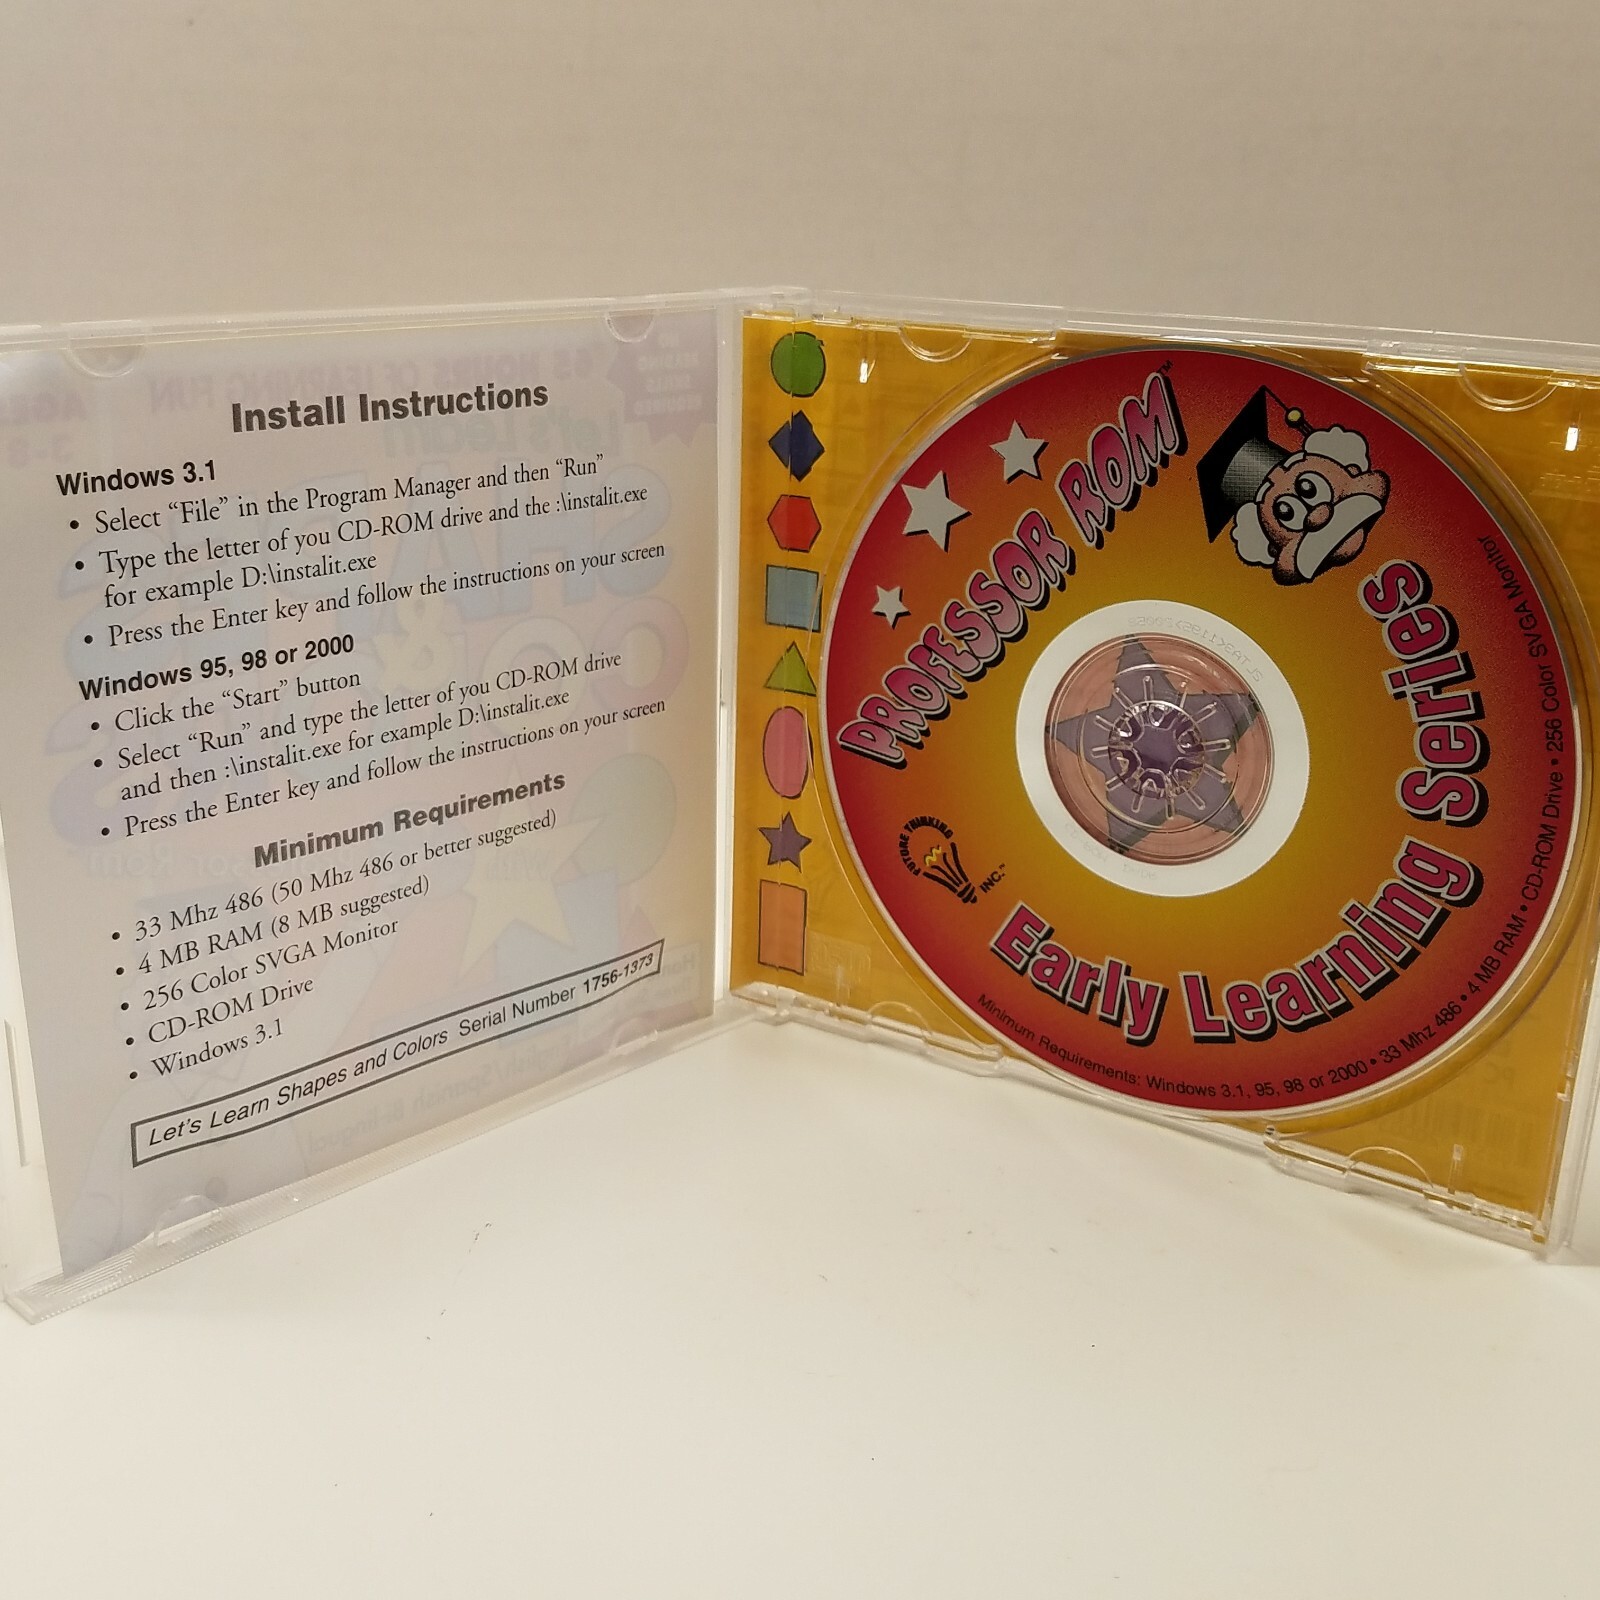 Install Instructions
Windows 3.1
• Select “File” in the Program Manager and then “Run”
• Type the letter of you CD-ROM drive and the :\instalit.exe
for example D:\instalit.exe
• Press the Enter key and follow the instructions on your screen
Windows 95, 98 or 2000
• Click the “Start” button
• Select “Run” and type the letter of you CD-ROM drive
and then :\instalit.exe for example D:\instalit.exe
• Press the Enter key and follow the instructions on your screen
Minimum Requirements
• 33 Mhz 486 (50 Mhz 486 or better suggested)
• 4 MB RAM (8 MB suggested)
• 256 Color SVGA Monitor
• CD-ROM Drive
• Windows 3.1
Let's Learn Shapes and Colors Serial Number 1756-1373
PROFESSOR ROM™
Early Learning Series
FUTURE THINKING
INC.™
Minimum Requirements: Windows 3.1, 95, 98 or 2000 • 33 Mhz 486 • 4 MB RAM • CD-ROM Drive • 256 Color SVGA Monitor